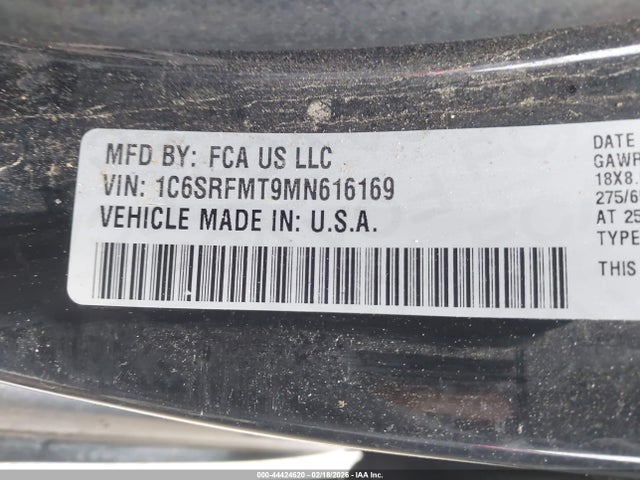 MFD BY: FCA US LLC
VIN: 1C6SRFMT9MN616169
VEHICLE MADE IN: U.S.A.
DATE
GAWR
18X8.
275/6
AT 25
TYPE
THIS
000-44424620 - 02/18/2026 - IAA Inc.